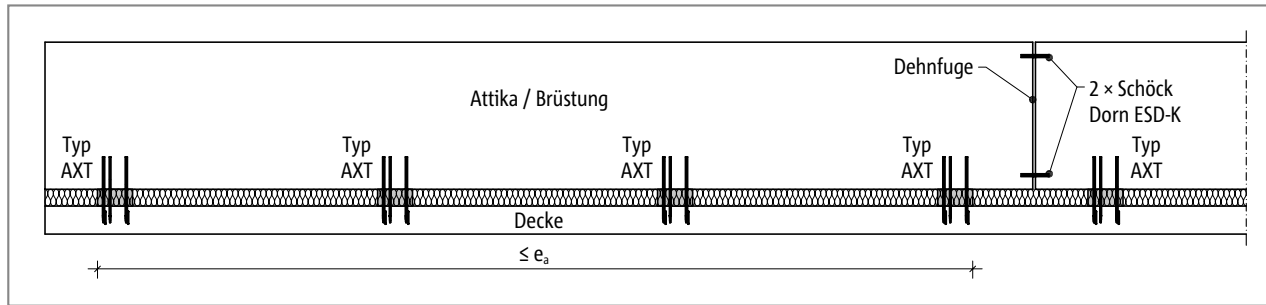 Dehnfuge
2 × Schöck
Dorn ESD-K
Attika / Brüstung
Typ
AXT
Typ
AXT
Typ
AXT
Typ
AXT
Typ
AXT
Decke
≤ eₐ